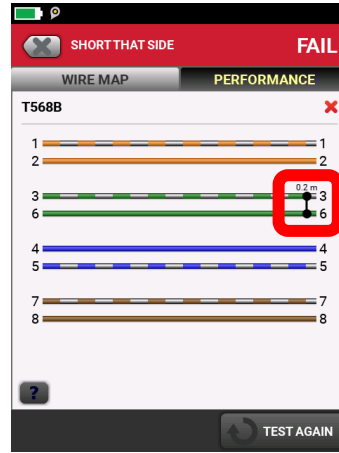 SHORT THAT SIDE FAIL
WIRE MAP PERFORMANCE
T568B
1 1
2 2
0.2 m
3 3
6 6
4 4
5 5
7 7
8 8
?
TEST AGAIN